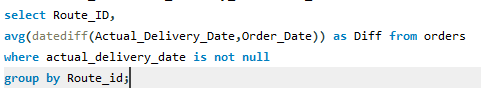 select Route_ID,
avg(datediff(Actual_Delivery_Date,Order_Date)) as Diff from orders
where actual_delivery_date is not null
group by Route_id;